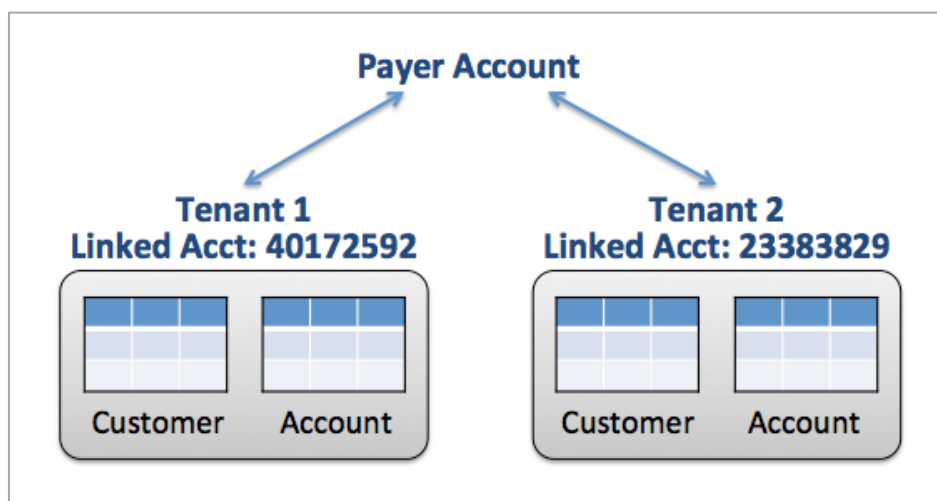 Payer Account
Tenant 1
Linked Acct: 40172592
Tenant 2
Linked Acct: 23383829
Customer
Account
Customer
Account